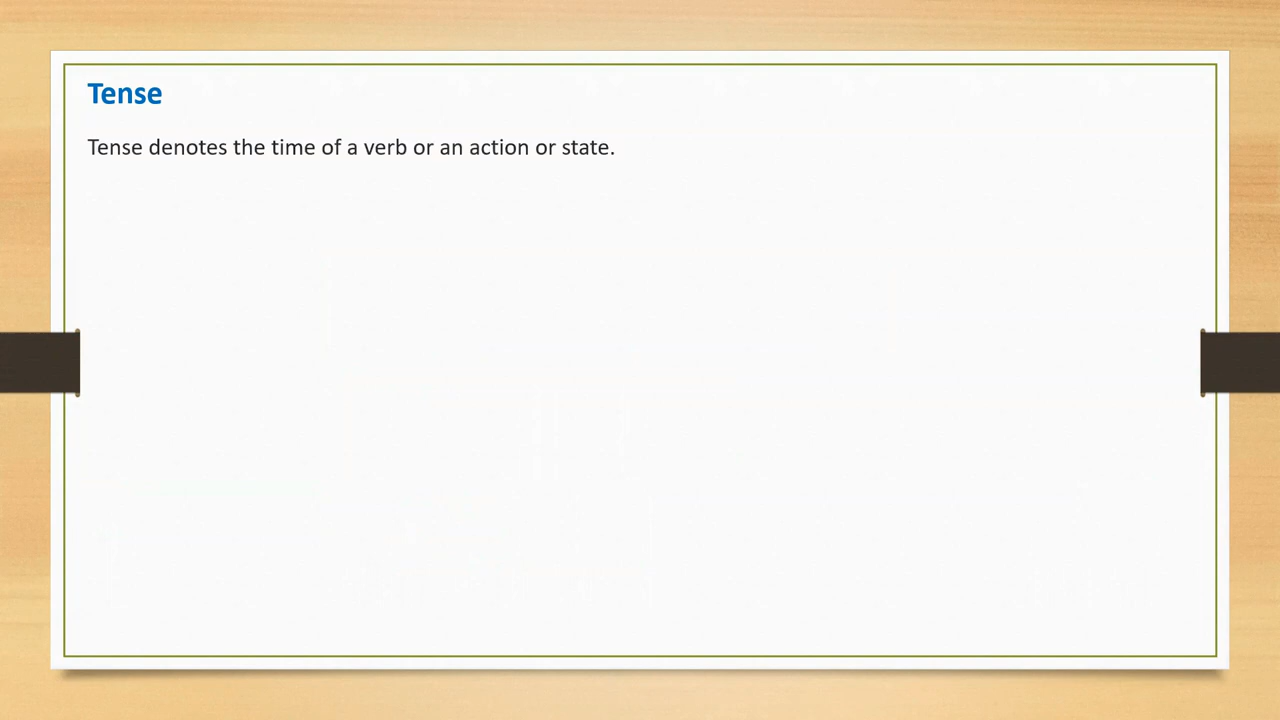 Tense
Tense denotes the time of a verb or an action or state.